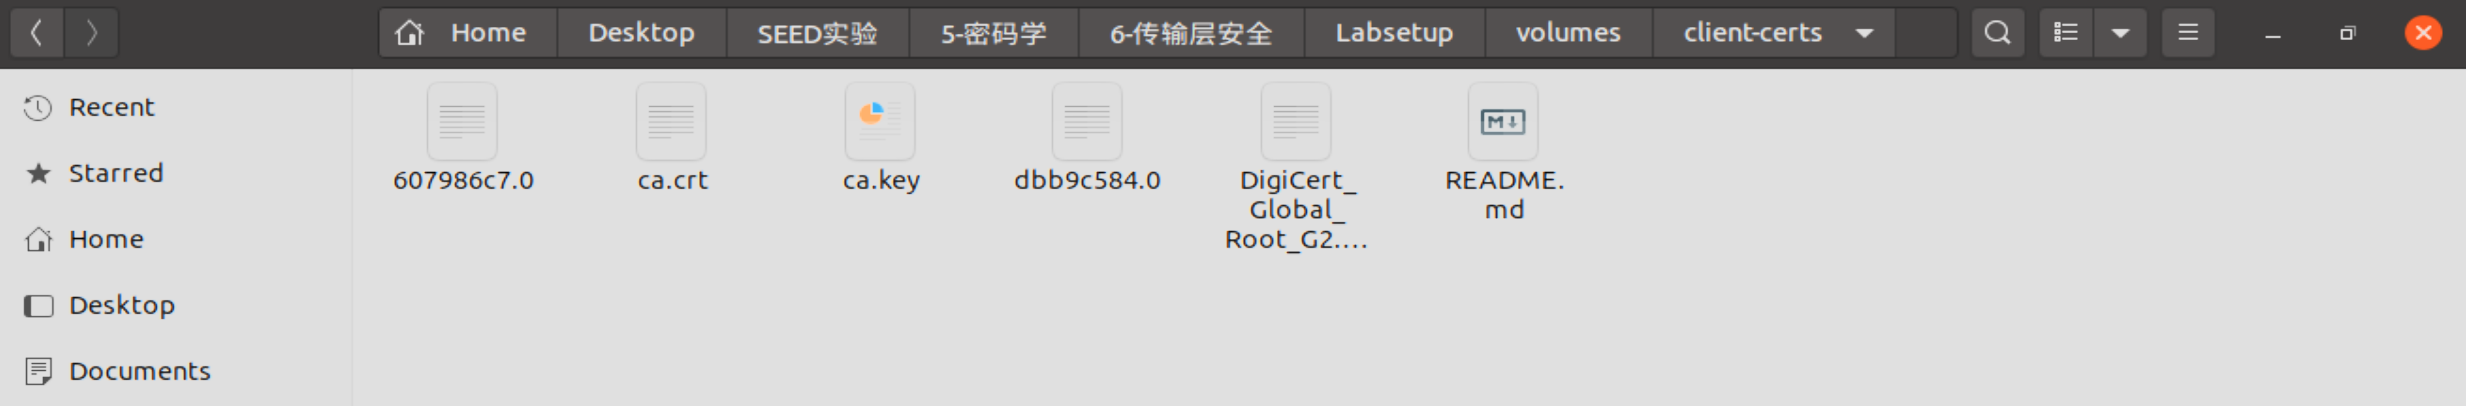 Home Desktop SEED实验 5-密码学 6-传输层安全 Labsetup volumes client-certs
Recent
Starred
Home
Desktop
Documents
607986c7.0
ca.crt
ca.key
dbb9c584.0
DigiCert_
Global_
Root_G2....
M
README.
md